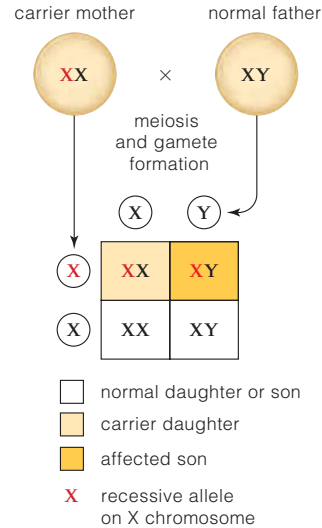 carrier mother normal father
XX × XY
meiosis
and gamete
formation
X Y
X XX XY
X XX XY
normal daughter or son
carrier daughter
affected son
X recessive allele
on X chromosome